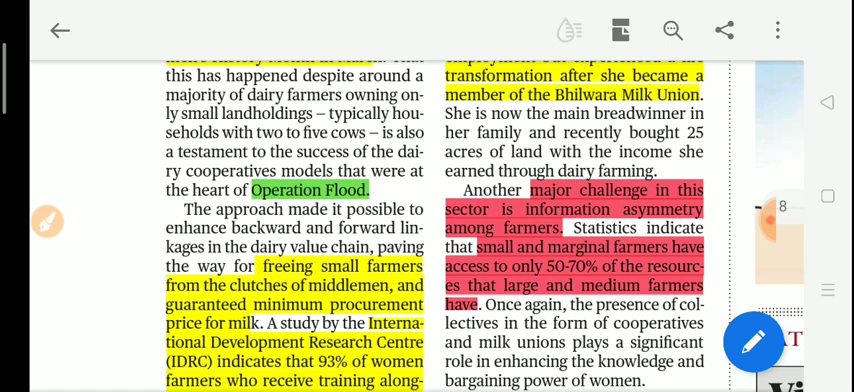 this has happened despite around a
majority of dairy farmers owning on-
ly small landholdings – typically hou-
seholds with two to five cows – is also
a testament to the success of the dai-
ry cooperatives models that were at
the heart of Operation Flood.
The approach made it possible to
enhance backward and forward lin-
kages in the dairy value chain, paving
the way for freeing small farmers
from the clutches of middlemen, and
guaranteed minimum procurement
price for milk. A study by the Interna-
tional Development Research Centre
(IDRC) indicates that 93% of women
farmers who receive training along-
transformation after she became a
member of the Bhilwara Milk Union.
She is now the main breadwinner in
her family and recently bought 25
acres of land with the income she
earned through dairy farming.
Another major challenge in this
sector is information asymmetry
among farmers. Statistics indicate
that small and marginal farmers have
access to only 50-70% of the resourc-
es that large and medium farmers
have. Once again, the presence of col-
lectives in the form of cooperatives
and milk unions plays a significant
role in enhancing the knowledge and
bargaining power of women.
8